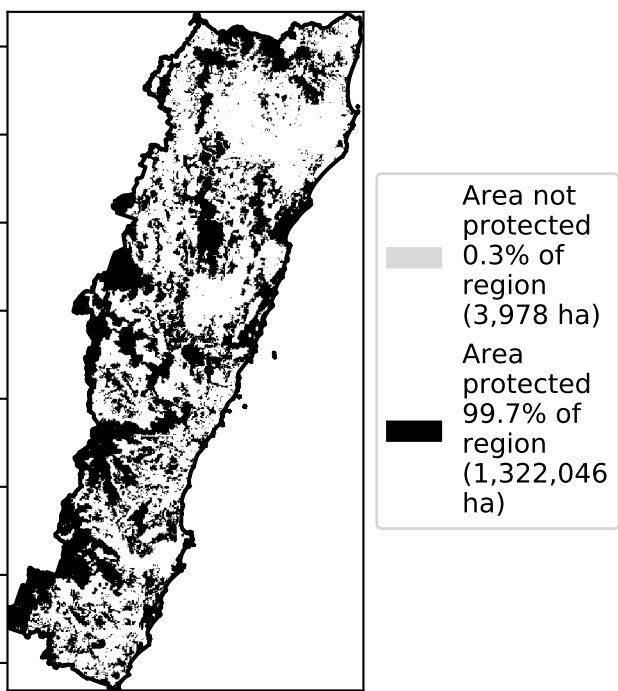 Area not
protected
0.3% of
region
(3,978 ha)
Area
protected
99.7% of
region
(1,322,046
ha)